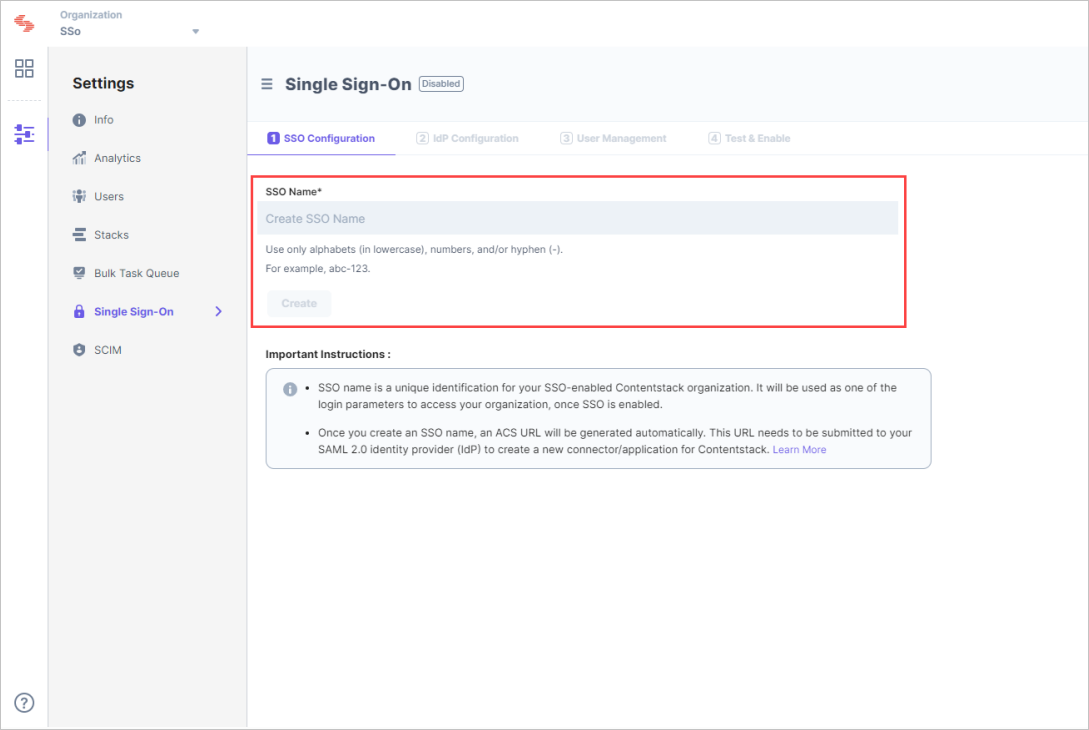 Organization
SSo
Settings
Info
Analytics
Users
Stacks
Bulk Task Queue
Single Sign-On
SCIM
Single Sign-On Disabled
1 SSO Configuration 2 IdP Configuration 3 User Management 4 Test & Enable
SSO Name*
Create SSO Name
Use only alphabets (in lowercase), numbers, and/or hyphen (-).
For example, abc-123.
Create
Important Instructions :
• SSO name is a unique identification for your SSO-enabled Contentstack organization. It will be used as one of the
login parameters to access your organization, once SSO is enabled.
• Once you create an SSO name, an ACS URL will be generated automatically. This URL needs to be submitted to your
SAML 2.0 identity provider (IdP) to create a new connector/application for Contentstack. Learn More
?